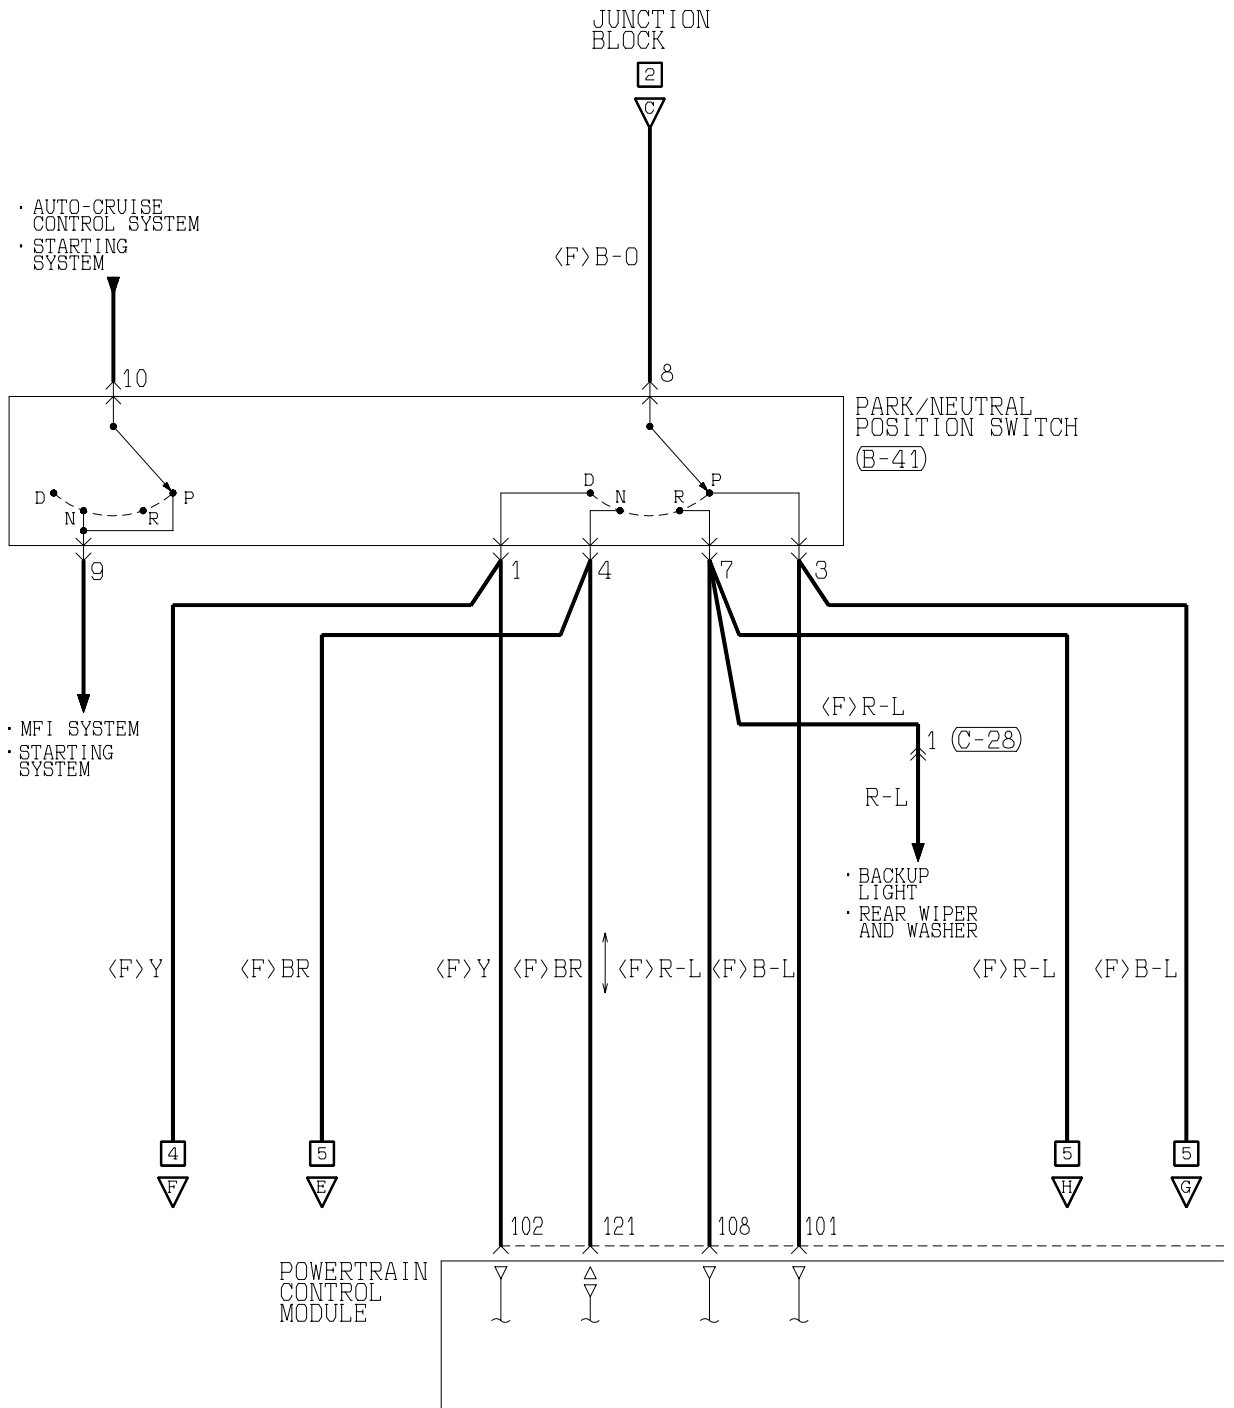 JUNCTION
BLOCK
2
C
· AUTO-CRUISE
CONTROL SYSTEM
· STARTING
SYSTEM
〈F〉B-O
10
8
PARK/NEUTRAL
POSITION SWITCH
(B-41)
D
N
R
P
D
N
R
P
9
1
4
7
3
· MFI SYSTEM
· STARTING
SYSTEM
〈F〉R-L
1 (C-28)
R-L
· BACKUP
LIGHT
· REAR WIPER
AND WASHER
〈F〉Y
〈F〉BR
〈F〉Y
〈F〉BR
〈F〉R-L
〈F〉B-L
〈F〉R-L
〈F〉B-L
4
5
5
5
F
E
H
G
102
121
108
101
POWERTRAIN
CONTROL
MODULE